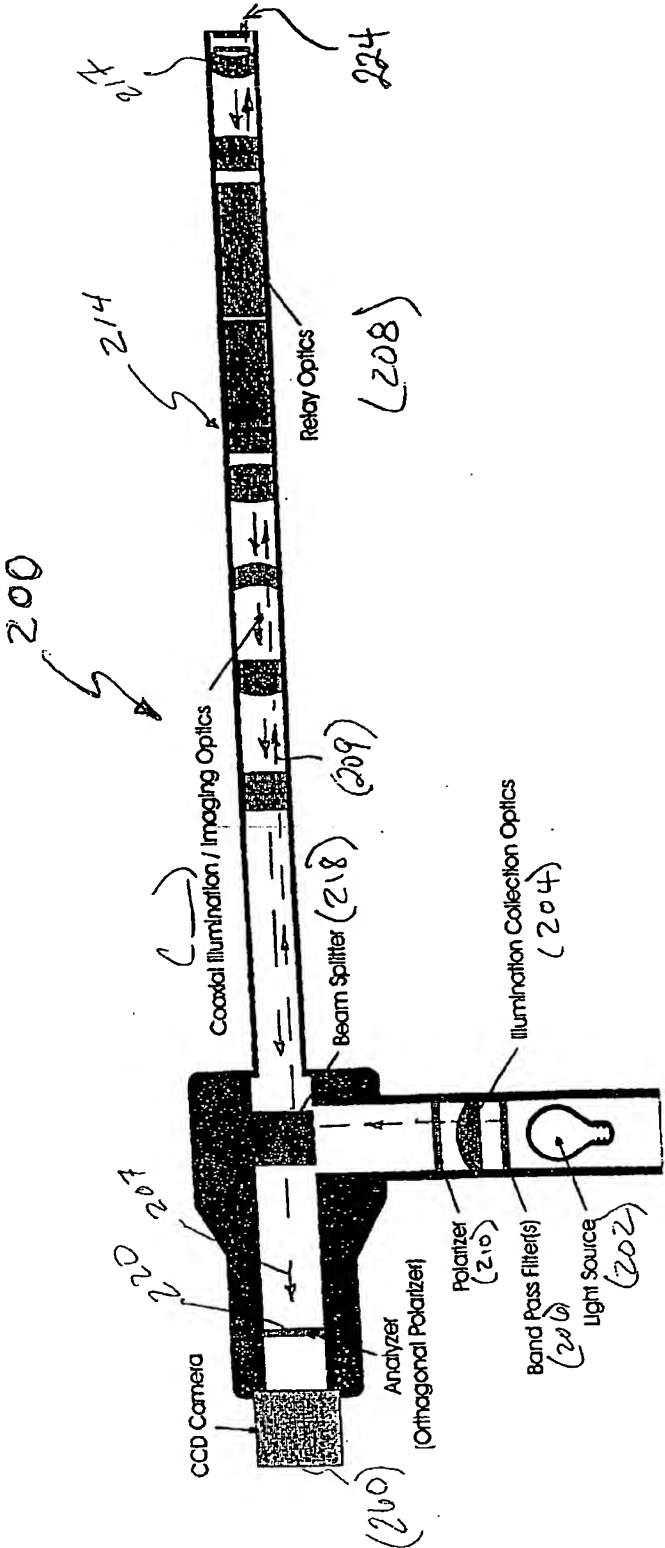 200
214
224
(__)
Coaxial Illumination / Imaging Optics
Relay Optics
(208)
(209)
207
220
CCD Camera
(260)
Beam Splitter (218)
Analyzer
(Orthagonal Polarizer)
Polarizer
(210)
Band Pass Filter(s)
(206)
Light Source
(202)
Illumination Collection Optics
(204)